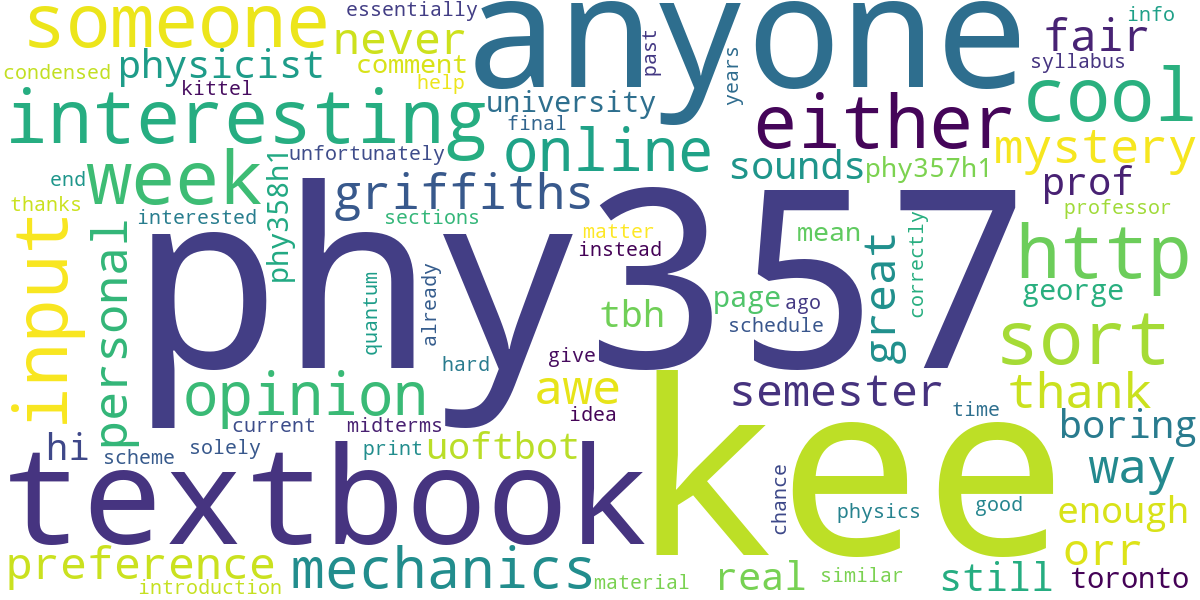 someone
essentially
never
anyone
past
years
fair
info
syllabus
condensed
physicist
comment
help
kittel
interesting
university
final
either
cool
online
mystery
sounds
phy357h1
unfortunately
end
week
phy358h1
griffiths
prof
thanks
interested
sections
professor
input
personal
phy357
matter
instead
mean
great
correctly
http
quantum
already
tbh
page
ago
george
schedule
hard
give
sort
opinion
awe
idea
semester
thank
current
midterms
time
boring
hi
scheme
solely
print
uoftbot
kee
way
textbook
chance
physics
good
enough
preference
introduction
mechanics
material
real
similar
still
orr
toronto